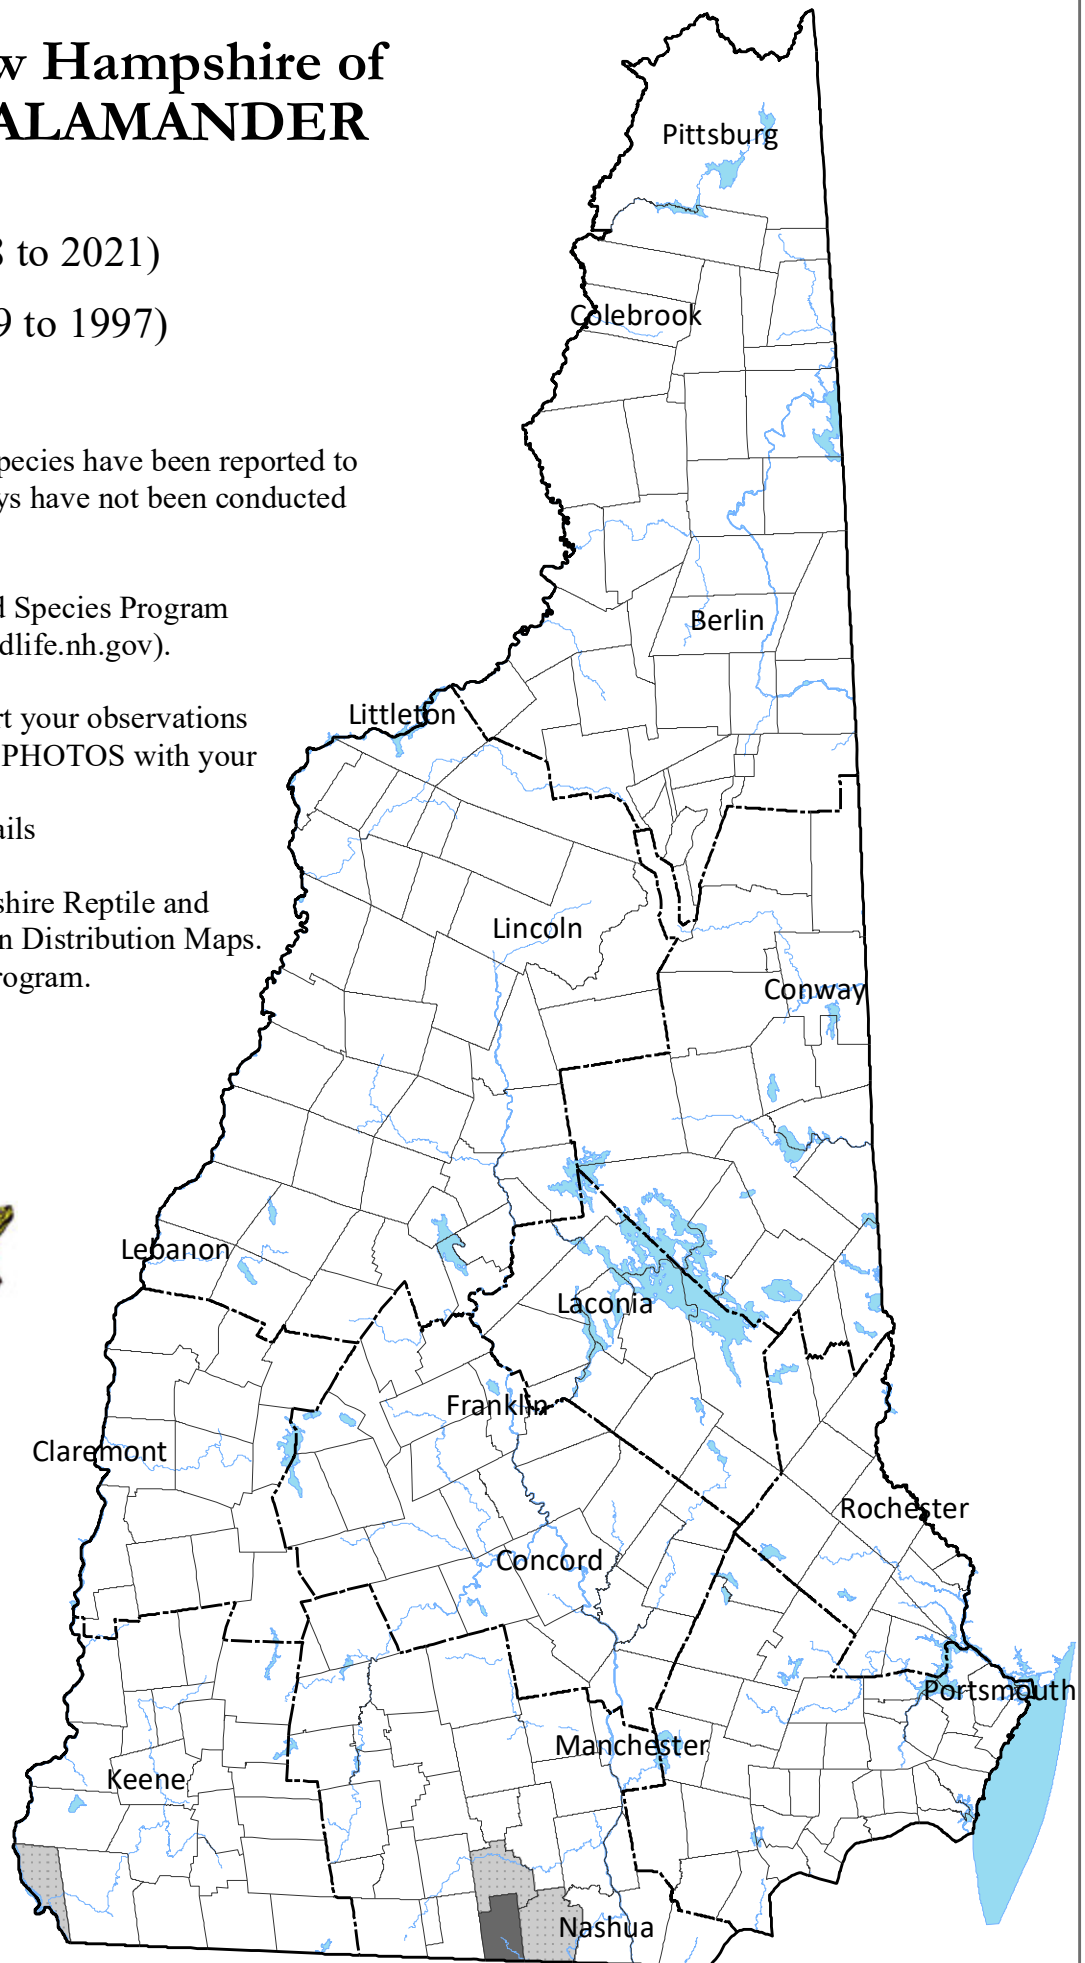 w Hampshire of
ALAMANDER
to 2021)
9 to 1997)
pecies have been reported to
ys have not been conducted
d Species Program
dlife.nh.gov).
rt your observations
PHOTOS with your
ails
shire Reptile and
n Distribution Maps.
rogram.
Pittsburg
Colebrook
Berlin
Littleton
Lincoln
Conway
Lebanon
Laconia
Franklin
Claremont
Rochester
Concord
Portsmouth
Manchester
Keene
Nashua